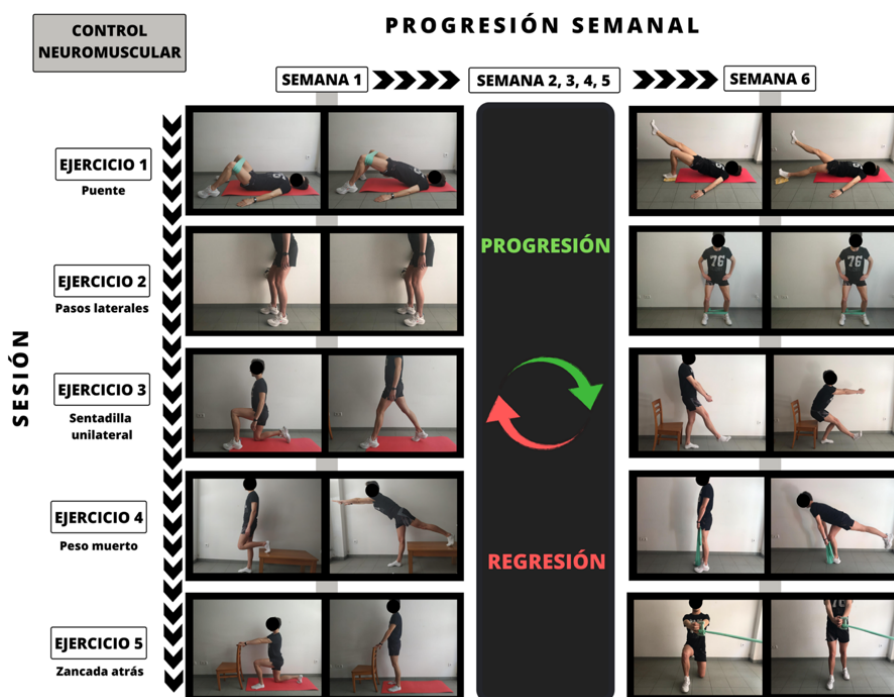 CONTROL
NEUROMUSCULAR
PROGRESIÓN SEMANAL
SEMANA 1
SEMANA 2, 3, 4, 5
SEMANA 6
SESIÓN
EJERCICIO 1
Puente
EJERCICIO 2
Pasos laterales
EJERCICIO 3
Sentadilla
unilateral
EJERCICIO 4
Peso muerto
EJERCICIO 5
Zancada atrás
PROGRESIÓN
REGRESIÓN
76
76